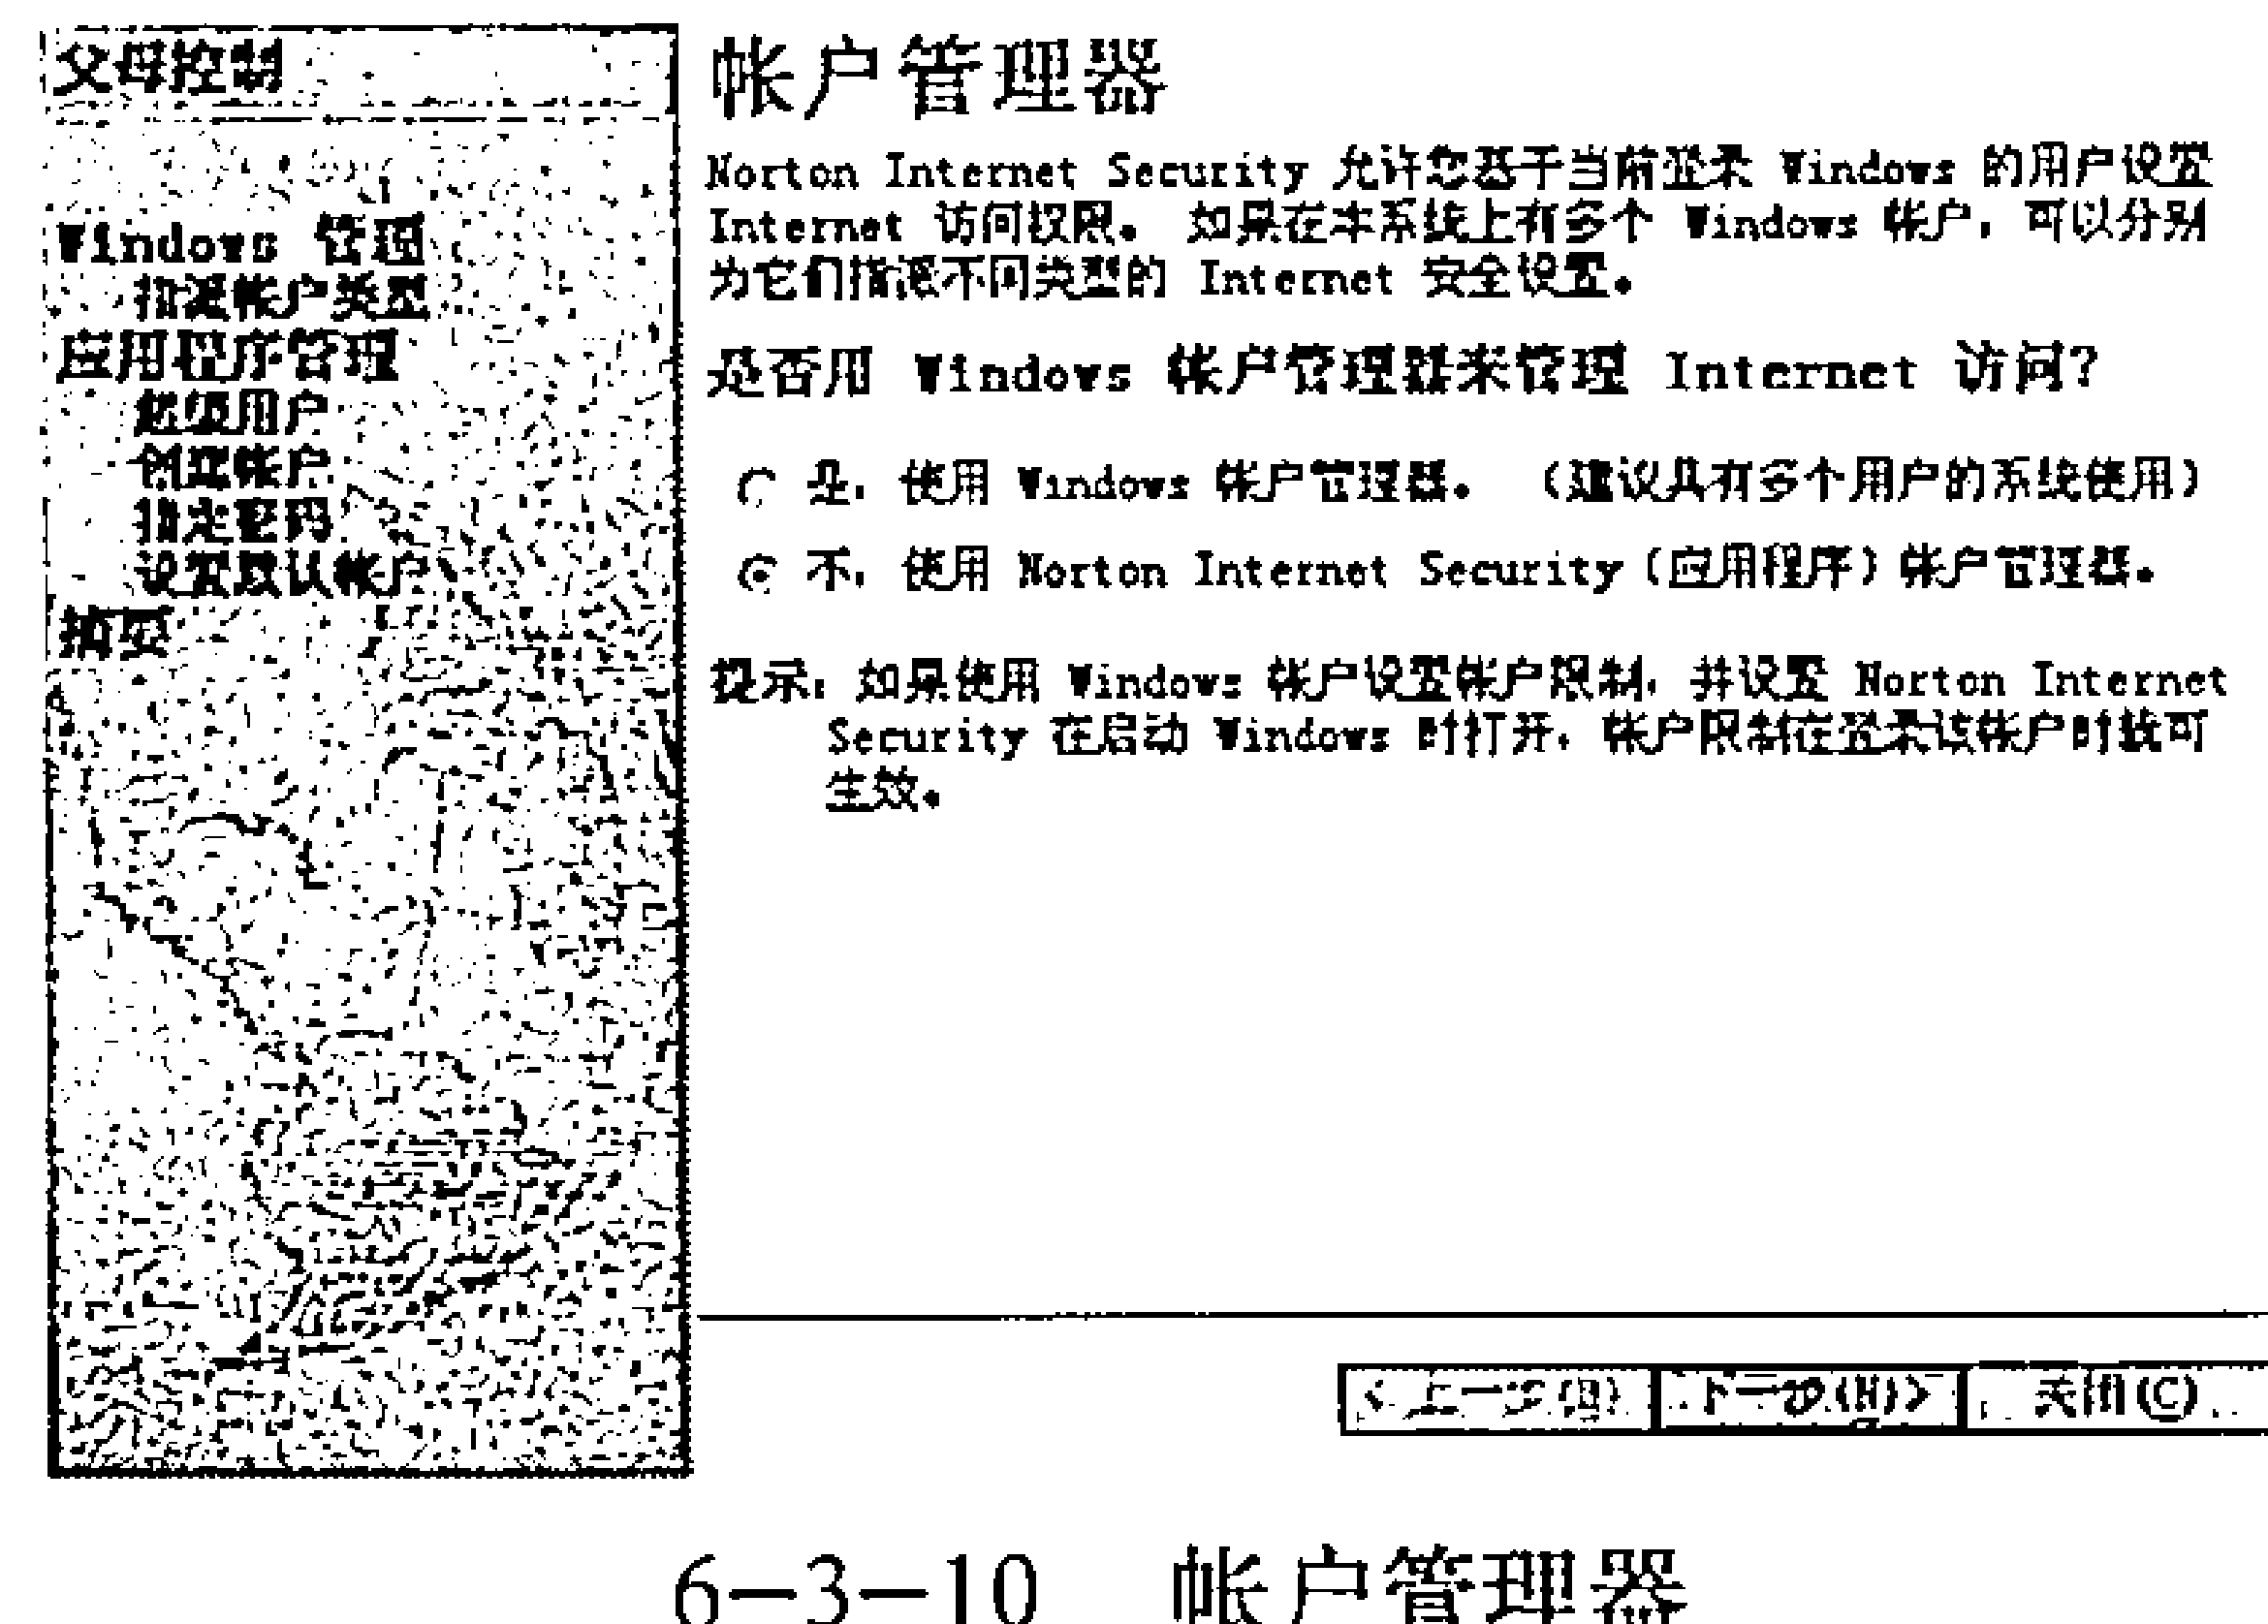 父母控制
Windows 管理
指派帐户类型
应用程序管理
超级用户
创建帐户
指定密码
设置默认帐户
摘要
帐户管理器
Norton Internet Security 允许您基于当前登录 Windows 的用户设置
Internet 访问权限。 如果在本系统上有多个 Windows 帐户，可以分别
为它们指派不同类型的 Internet 安全设置。
是否用 Windows 帐户管理器来管理 Internet 访问？
是，使用 Windows 帐户管理器。 （建议具有多个用户的系统使用）
不，使用 Norton Internet Security（应用程序）帐户管理器。
提示：如果使用 Windows 帐户设置帐户限制，并设置 Norton Internet
Security 在启动 Windows 时打开，帐户限制在登录该帐户时就可
生效。
< 上一步(B) 下一步(N) > 关闭(C)
6-3-10 帐户管理器